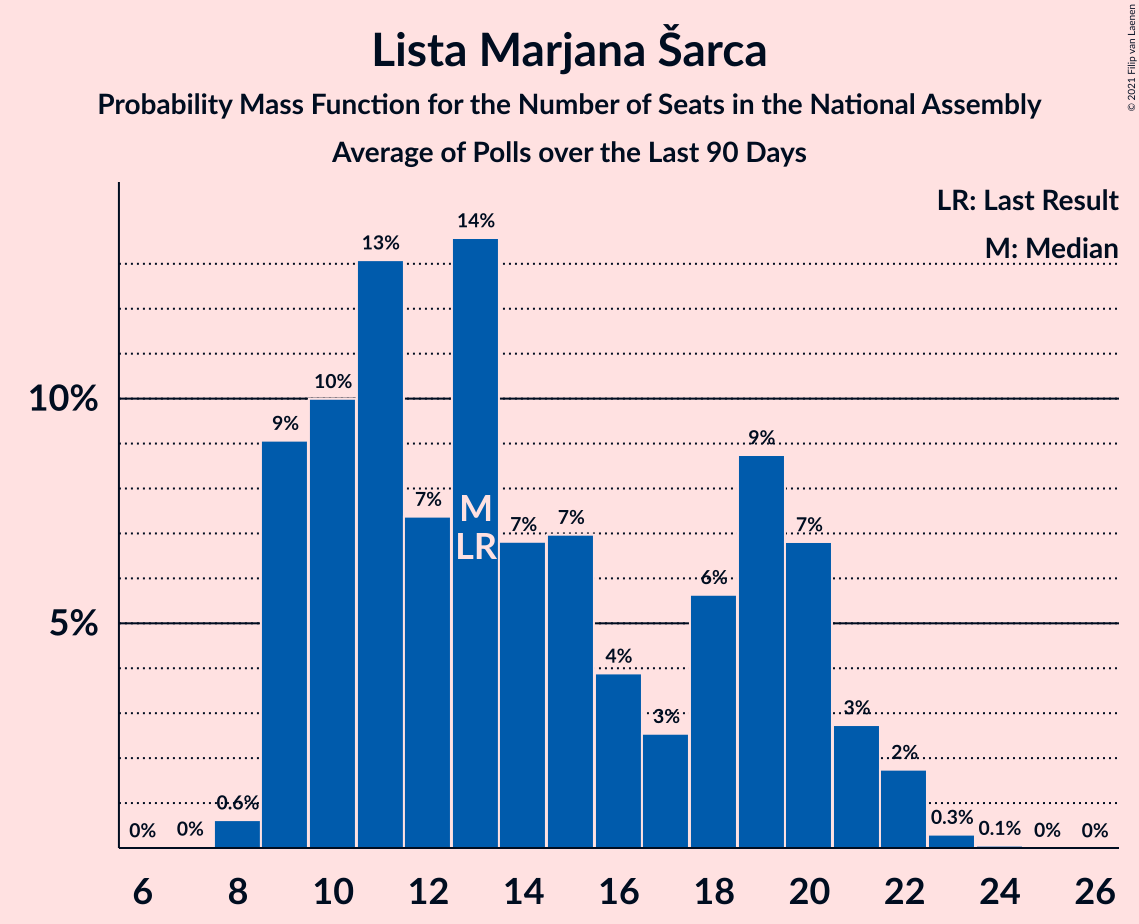 Lista Marjana Šarca
Probability Mass Function for the Number of Seats in the National Assembly
Average of Polls over the Last 90 Days
© 2021 Filip van Laenen
LR: Last Result
M: Median
10%
5%
0%
0%
0.6%
9%
10%
13%
7%
14%
7%
7%
4%
3%
6%
9%
7%
3%
2%
0.3%
0.1%
0%
0%
M
LR
6 8 10 12 14 16 18 20 22 24 26